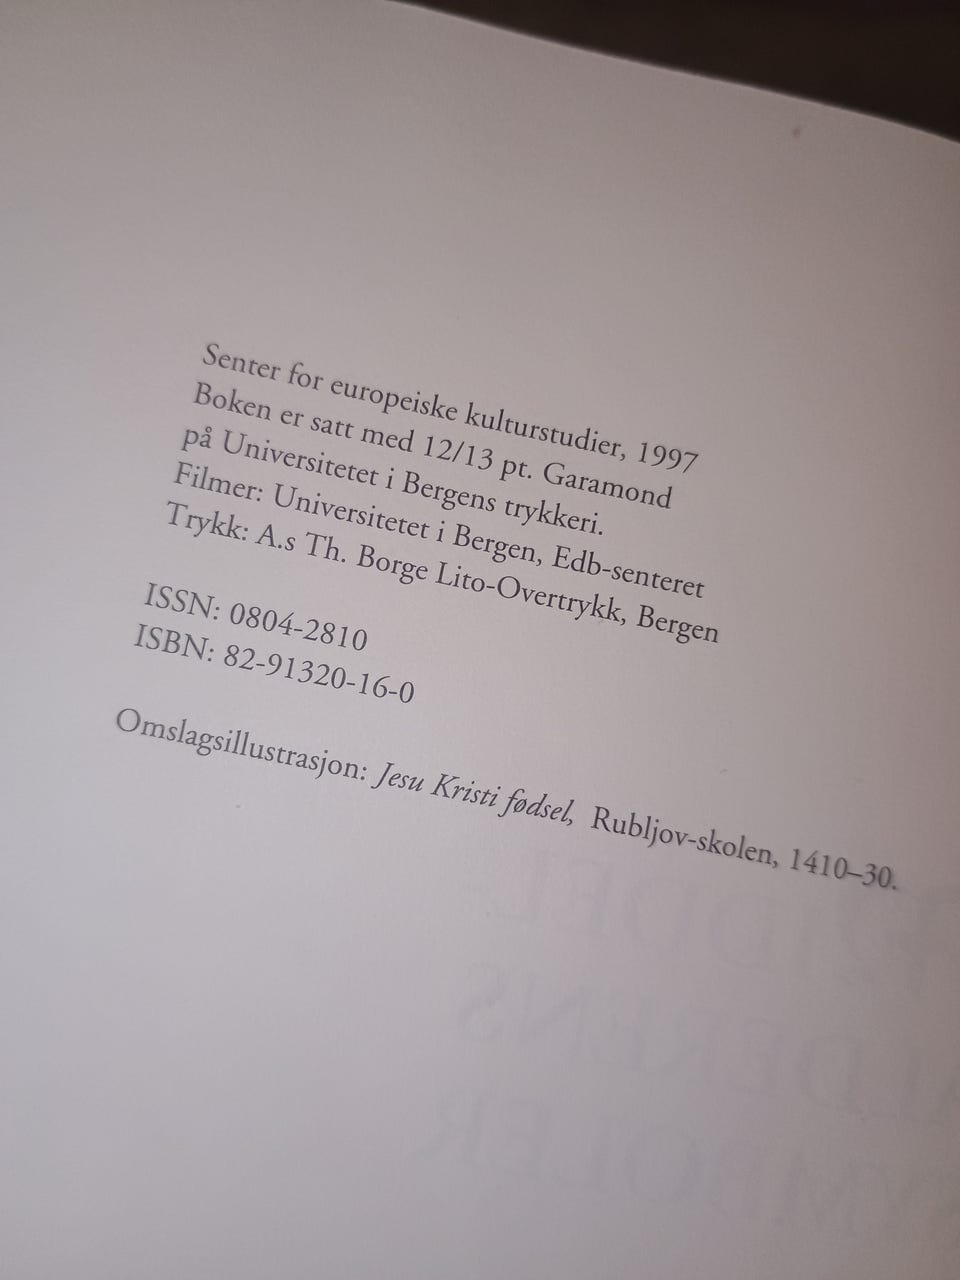 Senter for europeiske kulturstudier, 1997
Boken er satt med 12/13 pt. Garamond
på Universitetet i Bergens trykkeri.
Filmer: Universitetet i Bergen, Edb-senteret
Trykk: A.s Th. Borge Lito-Overtrykk, Bergen
ISSN: 0804-2810
ISBN: 82-91320-16-0
Omslagsillustrasjon: Jesu Kristi fødsel, Rubljov-skolen, 1410–30.